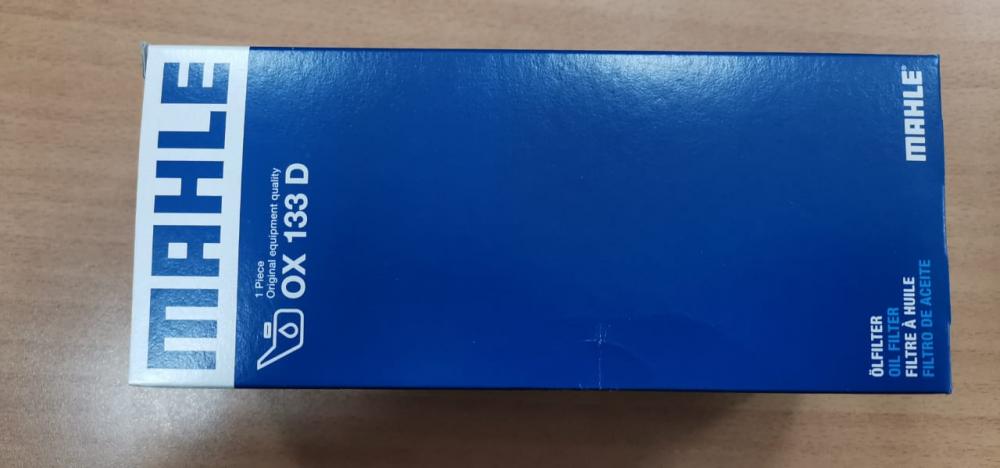 MAHLE
1 Piece
Original equipment quality
OX 133 D
MAHLE®
ÖLFILTER
OIL FILTER
FILTRE À HUILE
FILTRO DE ACEITE